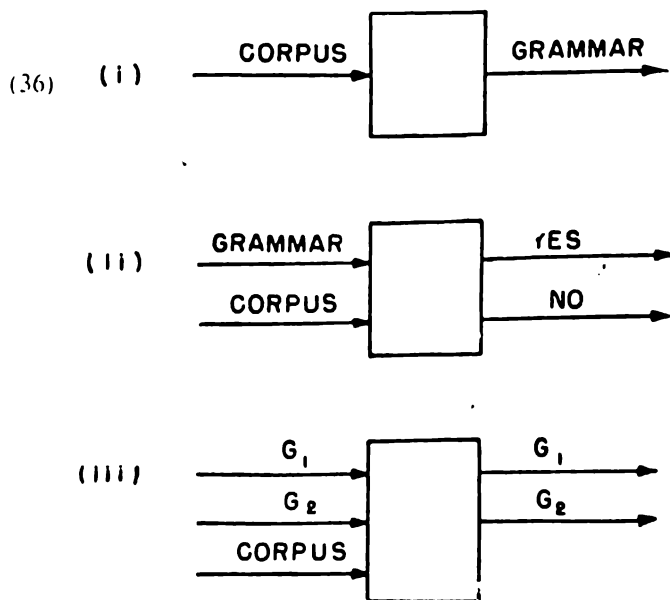 CORPUS GRAMMAR
(36) (i)
GRAMMAR YES
(ii)
CORPUS NO
G₁ G₁
(iii)
G₂ G₂
CORPUS